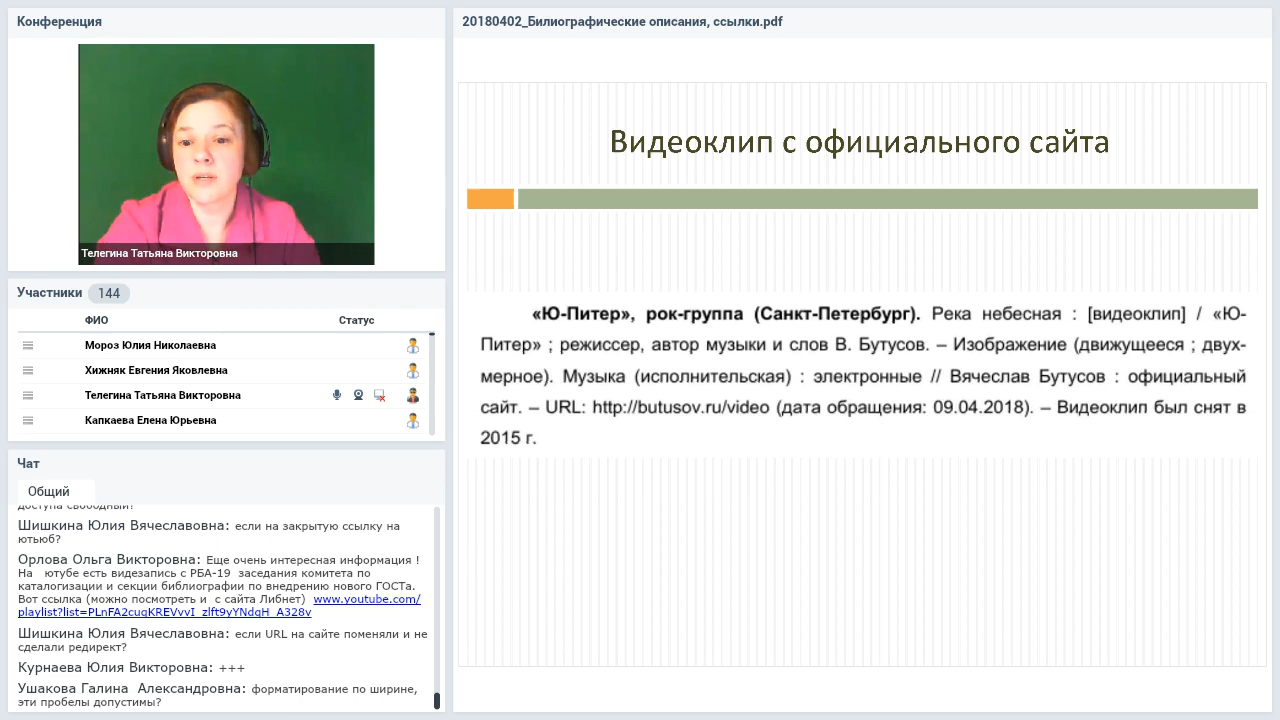 Конференция
Телегина Татьяна Викторовна
Участники 144
ФИО Статус
Мороз Юлия Николаевна
Хижняк Евгения Яковлевна
Телегина Татьяна Викторовна
Капкаева Елена Юрьевна
Чат
Общий
доступа свободный?
Шишкина Юлия Вячеславовна: если на закрытую ссылку на
ютьюб?
Орлова Ольга Викторовна: Еще очень интересная информация !
На ютубе есть видезапись с РБА-19 заседания комитета по
каталогизации и секции библиографии по внедрению нового ГОСТа.
Вот ссылка (можно посмотреть и с сайта Либнет) www.youtube.com/
playlist?list=PLnFA2cuqKREVvvI_zlft9yYNdqH_A328v
Шишкина Юлия Вячеславовна: если URL на сайте поменяли и не
сделали редирект?
Курнаева Юлия Викторовна: +++
Ушакова Галина Александровна: форматирование по ширине,
эти пробелы допустимы?
20180402_Билиографические описания, ссылки.pdf
Видеоклип с официального сайта
«Ю-Питер», рок-группа (Санкт-Петербург). Река небесная : [видеоклип] / «Ю-
Питер» ; режиссер, автор музыки и слов В. Бутусов. – Изображение (движущееся ; двух-
мерное). Музыка (исполнительская) : электронные // Вячеслав Бутусов : официальный
сайт. – URL: http://butusov.ru/video (дата обращения: 09.04.2018). – Видеоклип был снят в
2015 г.